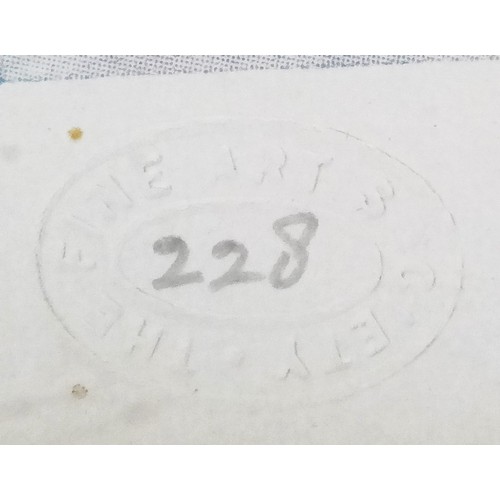 THE FINE ART SOCIETY
228